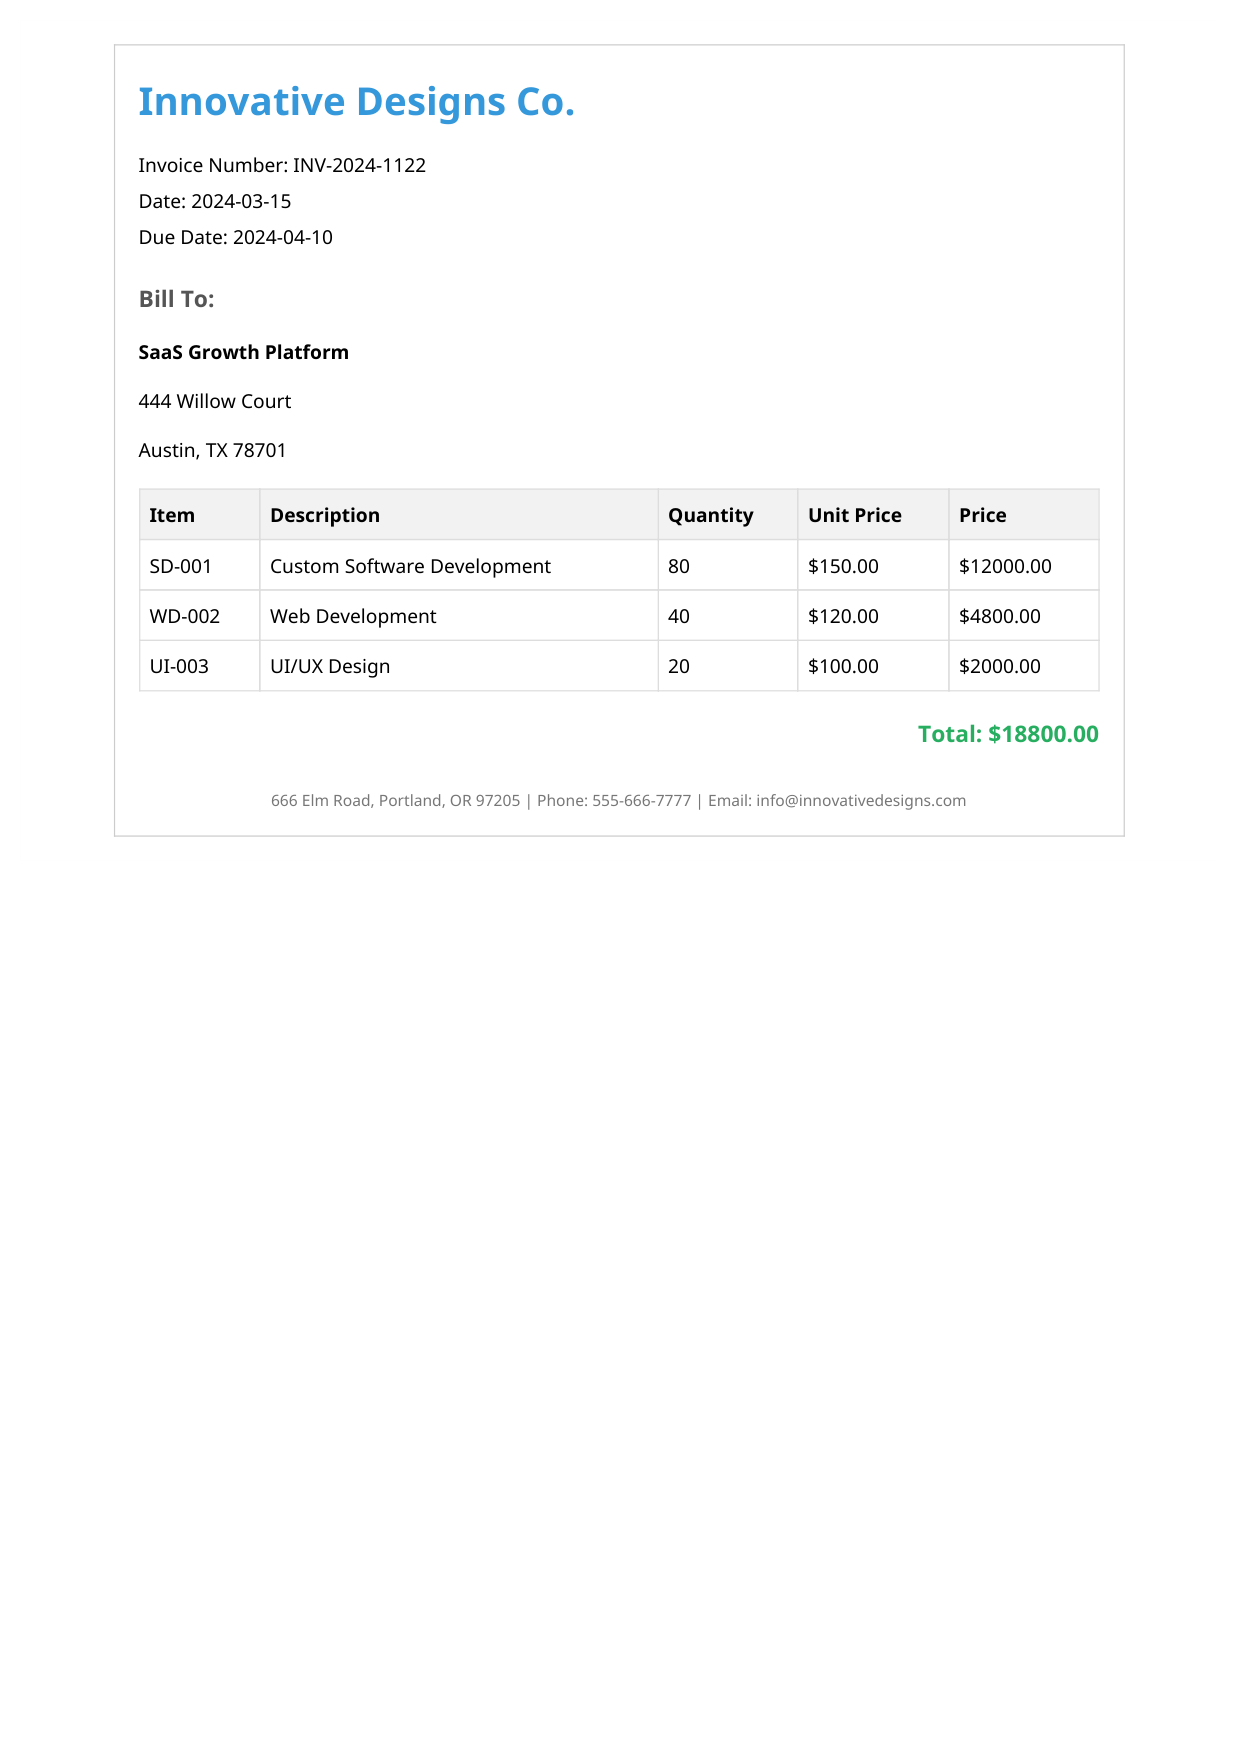 Innovative Designs Co.
Invoice Number: INV-2024-1122
Date: 2024-03-15
Due Date: 2024-04-10
Bill To:
SaaS Growth Platform
444 Willow Court
Austin, TX 78701
Item Description Quantity Unit Price Price
SD-001 Custom Software Development 80 $150.00 $12000.00
WD-002 Web Development 40 $120.00 $4800.00
UI-003 UI/UX Design 20 $100.00 $2000.00
Total: $18800.00
666 Elm Road, Portland, OR 97205 | Phone: 555-666-7777 | Email: info@innovativedesigns.com